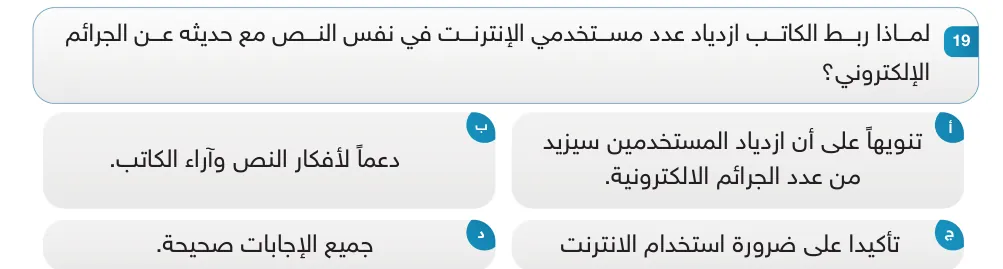 19
لماذا ربط الكاتب ازدياد عدد مستخدمي الإنترنت في نفس النص مع حديثه عن الجرائم
الإلكتروني؟
أ
تنويهاً على أن ازدياد المستخدمين سيزيد
من عدد الجرائم الالكترونية.
ب
دعماً لأفكار النص وآراء الكاتب.
ج
تأكيدا على ضرورة استخدام الانترنت
د
جميع الإجابات صحيحة.